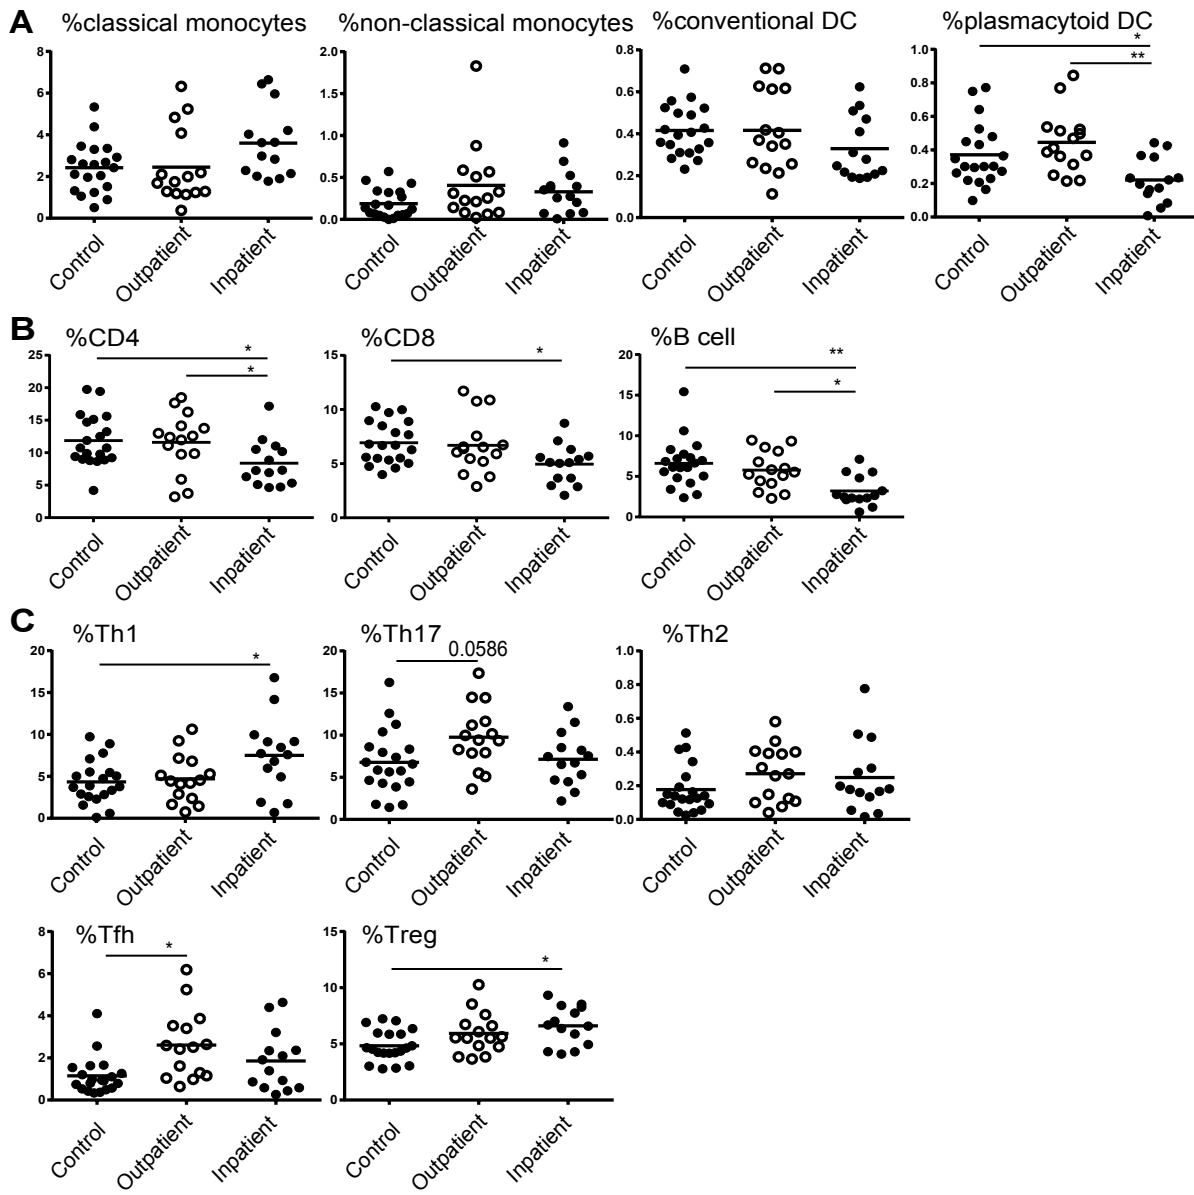 A
%classical monocytes
8
6
4
2
0
Control
Outpatient
Inpatient
%non-classical monocytes
2.0
1.5
1.0
0.5
0.0
Control
Outpatient
Inpatient
%conventional DC
0.8
0.6
0.4
0.2
0.0
Control
Outpatient
Inpatient
%plasmacytoid DC
*
**
1.0
0.8
0.6
0.4
0.2
0.0
Control
Outpatient
Inpatient
B
%CD4
*
*
25
20
15
10
5
0
Control
Outpatient
Inpatient
%CD8
*
15
10
5
0
Control
Outpatient
Inpatient
%B cell
**
*
20
15
10
5
0
Control
Outpatient
Inpatient
C
%Th1
*
20
15
10
5
0
Control
Outpatient
Inpatient
%Th17
0.0586
20
15
10
5
0
Control
Outpatient
Inpatient
%Th2
1.0
0.8
0.6
0.4
0.2
0.0
Control
Outpatient
Inpatient
%Tfh
*
8
6
4
2
0
Control
Outpatient
Inpatient
%Treg
*
15
10
5
0
Control
Outpatient
Inpatient